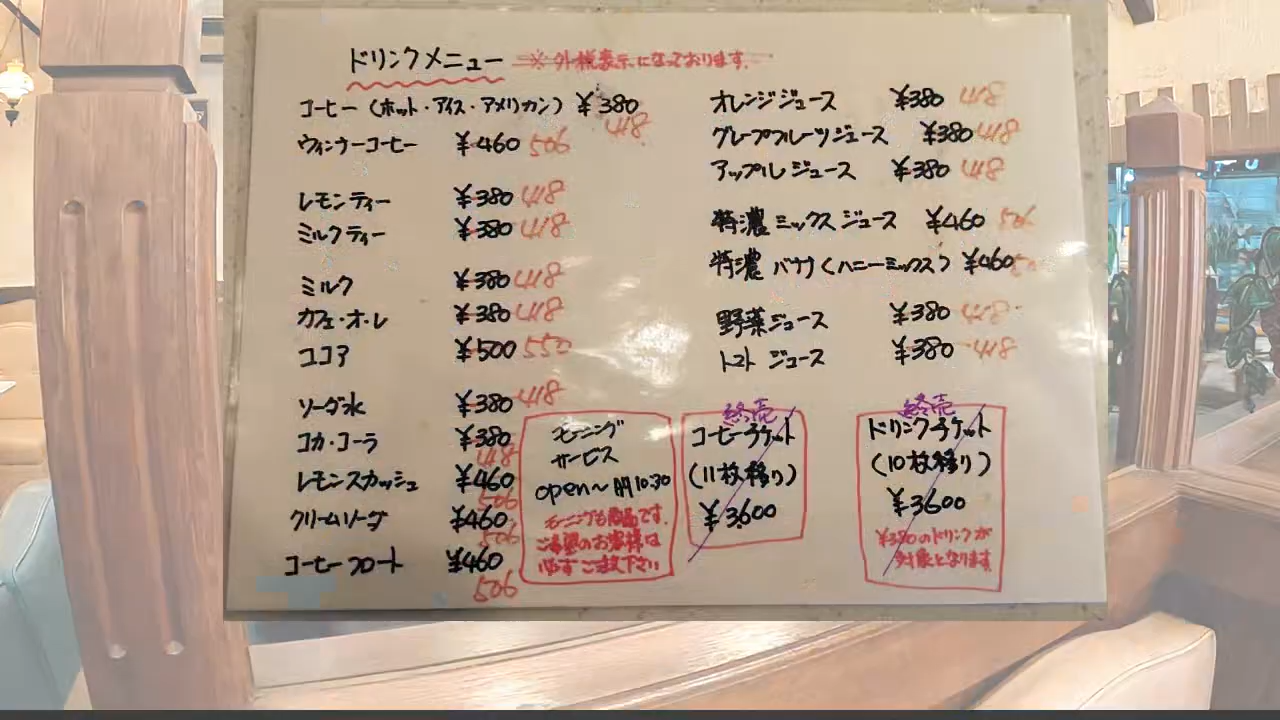 ドリンクメニュー ※外税表示になっております。
コーヒー(ホット・アイス・アメリカン) ¥380 418
ウィンナーコーヒー ¥460 506
レモンティー ¥380 418
ミルクティー ¥380 418
ミルク ¥380 418
カフェ・オ・レ ¥380 418
ココア ¥500 550
ソーダ水 ¥380 418
コカ・コーラ ¥380 418
レモンスカッシュ ¥460 506
クリームソーダ ¥460 506
コーヒーフロート ¥460 506
オレンジジュース ¥380 418
グレープフルーツジュース ¥380 418
アップルジュース ¥380 418
特濃ミックスジュース ¥460 506
特濃バナナ(ハニーミックス) ¥460
野菜ジュース ¥380 418
トマトジュース ¥380 418
モーニング
サービス
open〜AM10:30
モーニングも商品です。
ご希望のお客様は
必ずご注文下さい
終売
コーヒーチケット
(11枚綴り)
¥3,600
終売
ドリンクチケット
(10枚綴り)
¥3600
¥380のドリンクが
対象となります